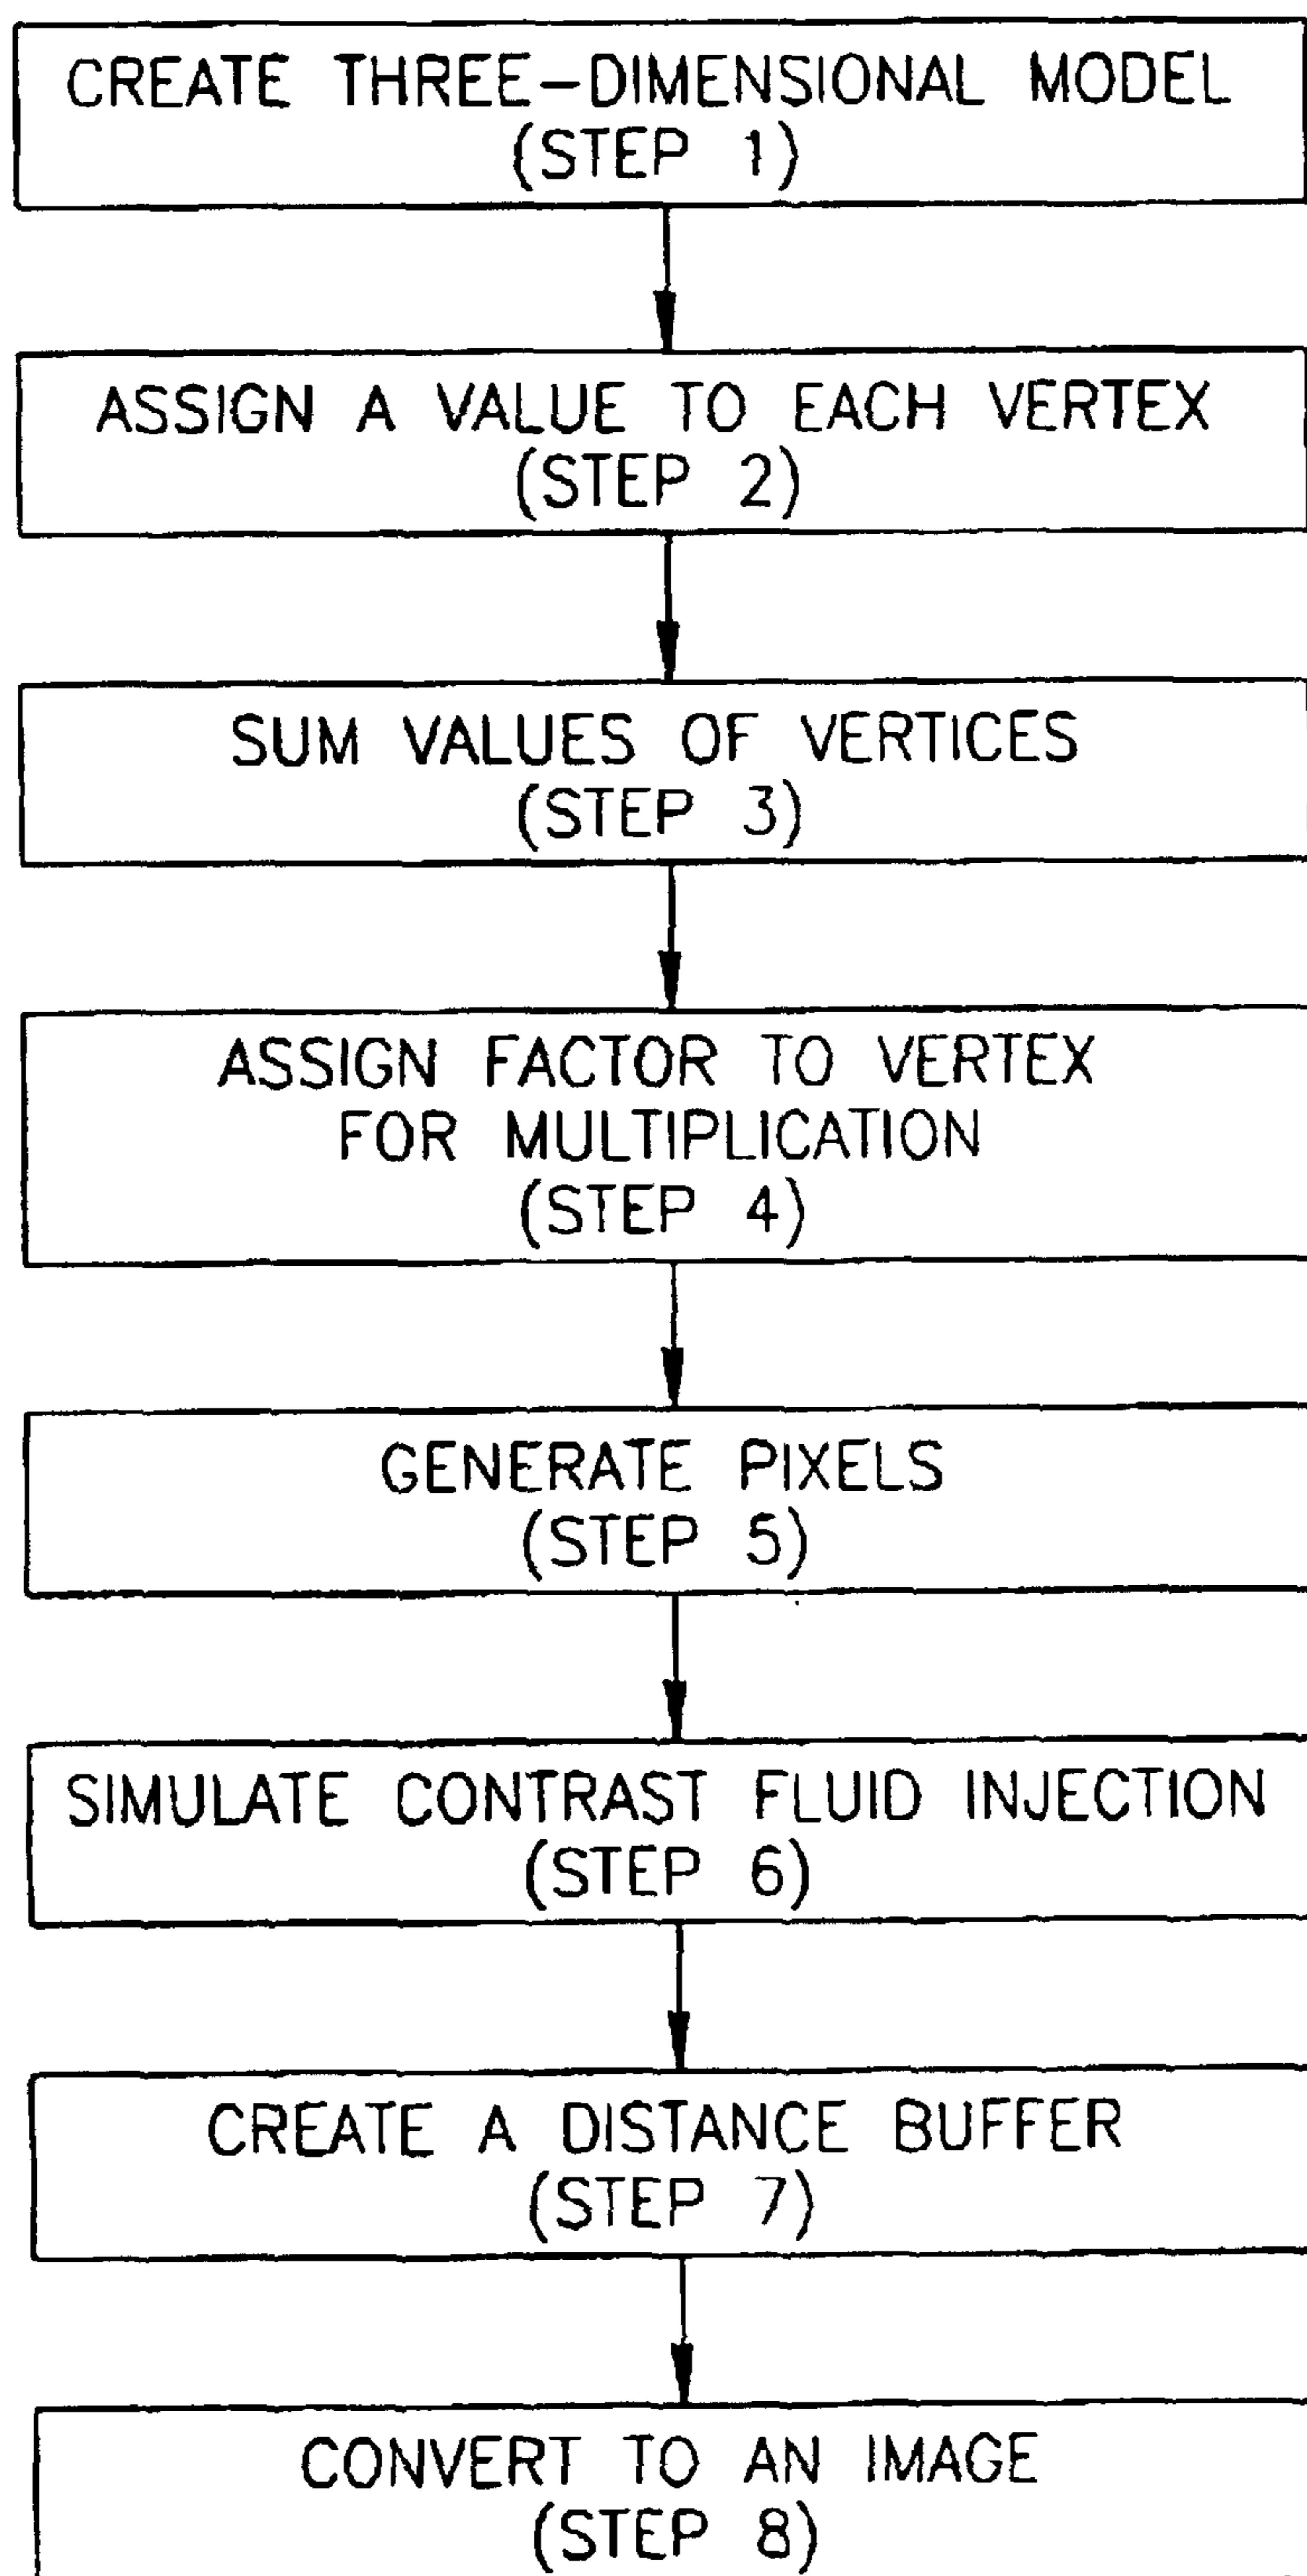 CREATE THREE-DIMENSIONAL MODEL
(STEP 1)
ASSIGN A VALUE TO EACH VERTEX
(STEP 2)
SUM VALUES OF VERTICES
(STEP 3)
ASSIGN FACTOR TO VERTEX
FOR MULTIPLICATION
(STEP 4)
GENERATE PIXELS
(STEP 5)
SIMULATE CONTRAST FLUID INJECTION
(STEP 6)
CREATE A DISTANCE BUFFER
(STEP 7)
CONVERT TO AN IMAGE
(STEP 8)